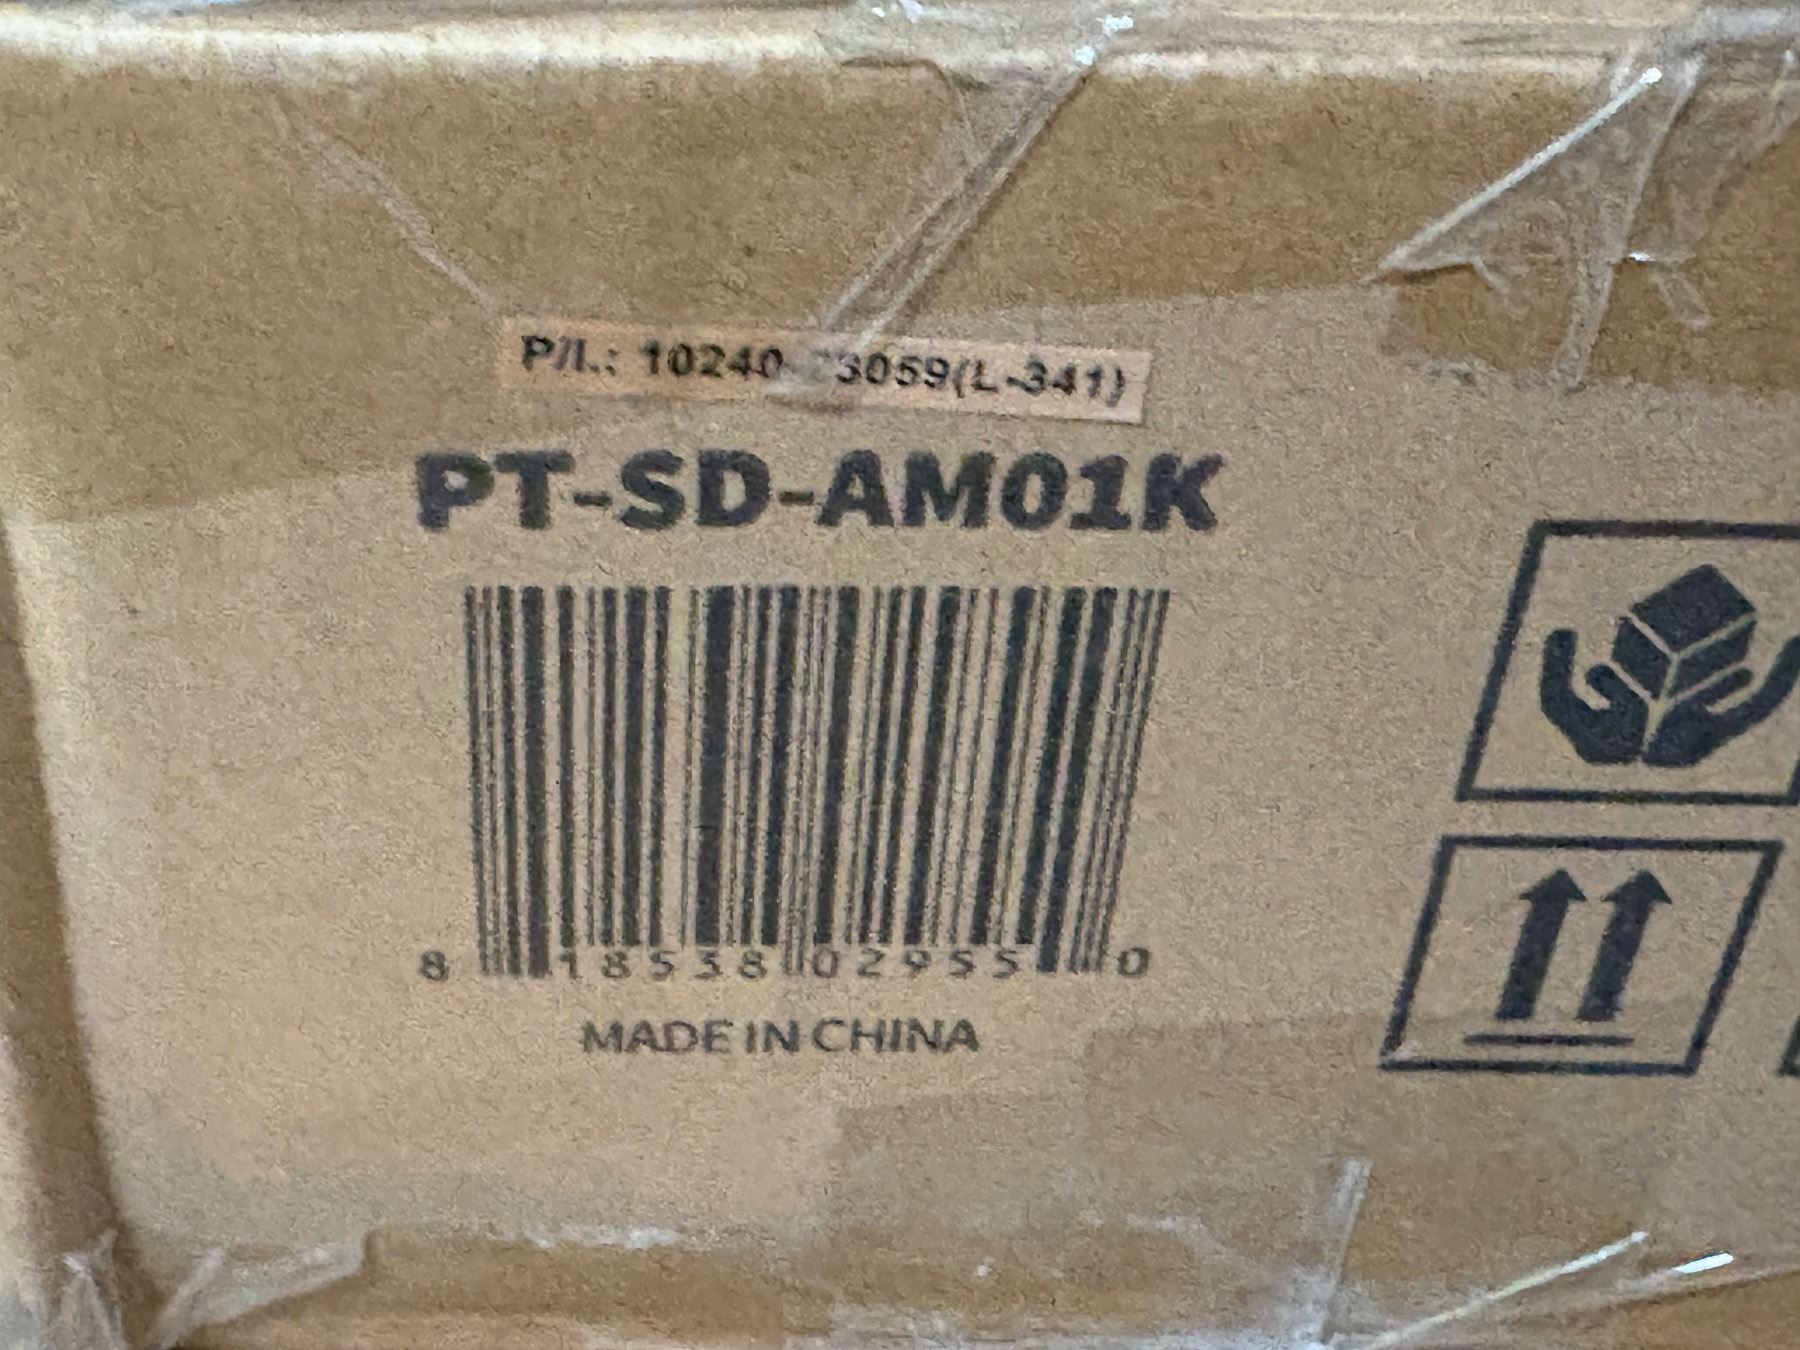 P/I.: 10240-23059(L-341)
PT-SD-AM01K
8 18538 02955 0
MADE IN CHINA